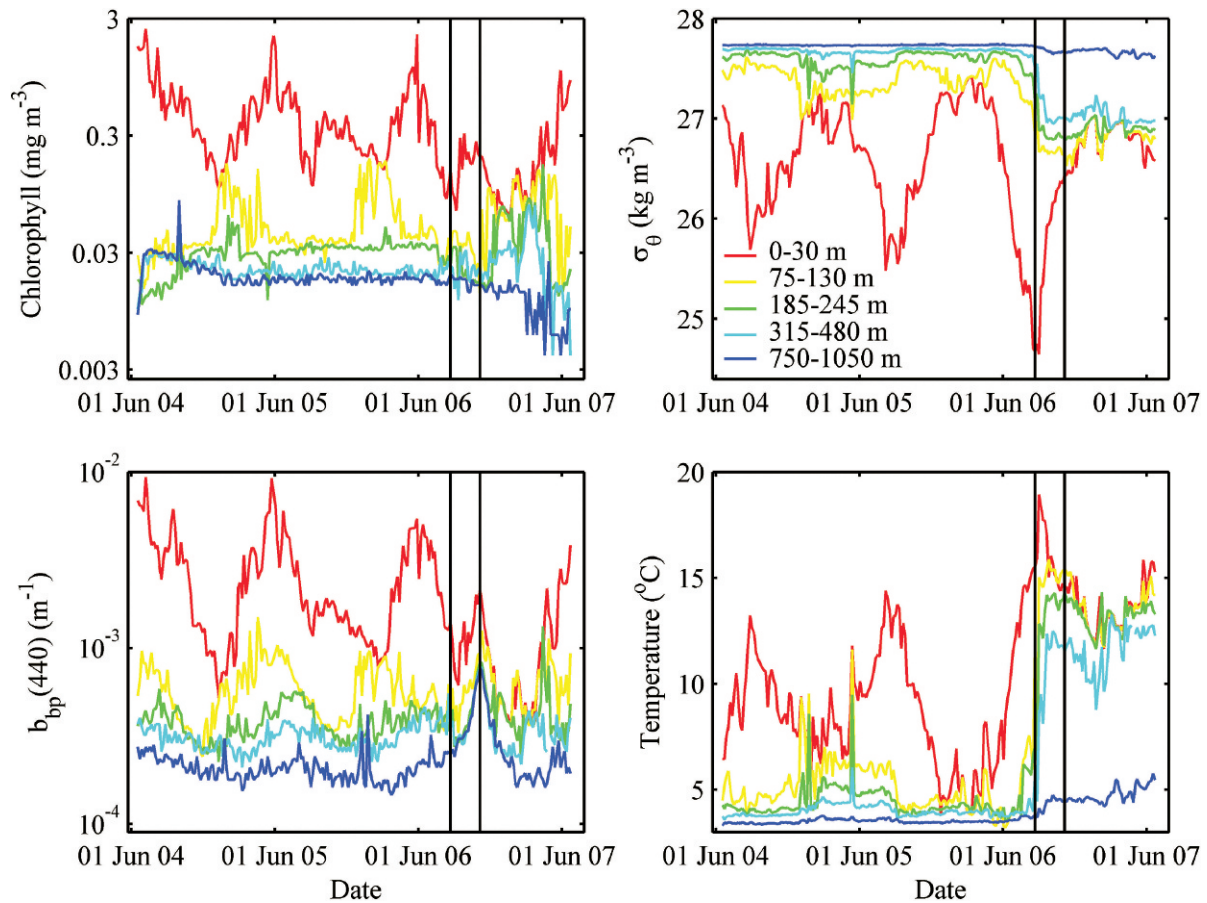 3
0.3
0.03
0.003
Chlorophyll (mg m⁻³)
01 Jun 04 01 Jun 05 01 Jun 06 01 Jun 07
28
27
26
25
σ_θ (kg m⁻³)
0-30 m
75-130 m
185-245 m
315-480 m
750-1050 m
01 Jun 04 01 Jun 05 01 Jun 06 01 Jun 07
10⁻²
10⁻³
10⁻⁴
b_bp(440) (m⁻¹)
01 Jun 04 01 Jun 05 01 Jun 06 01 Jun 07
Date
20
15
10
5
Temperature (°C)
01 Jun 04 01 Jun 05 01 Jun 06 01 Jun 07
Date